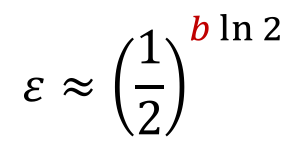 ε ≈ (1/2)^{b ln 2}